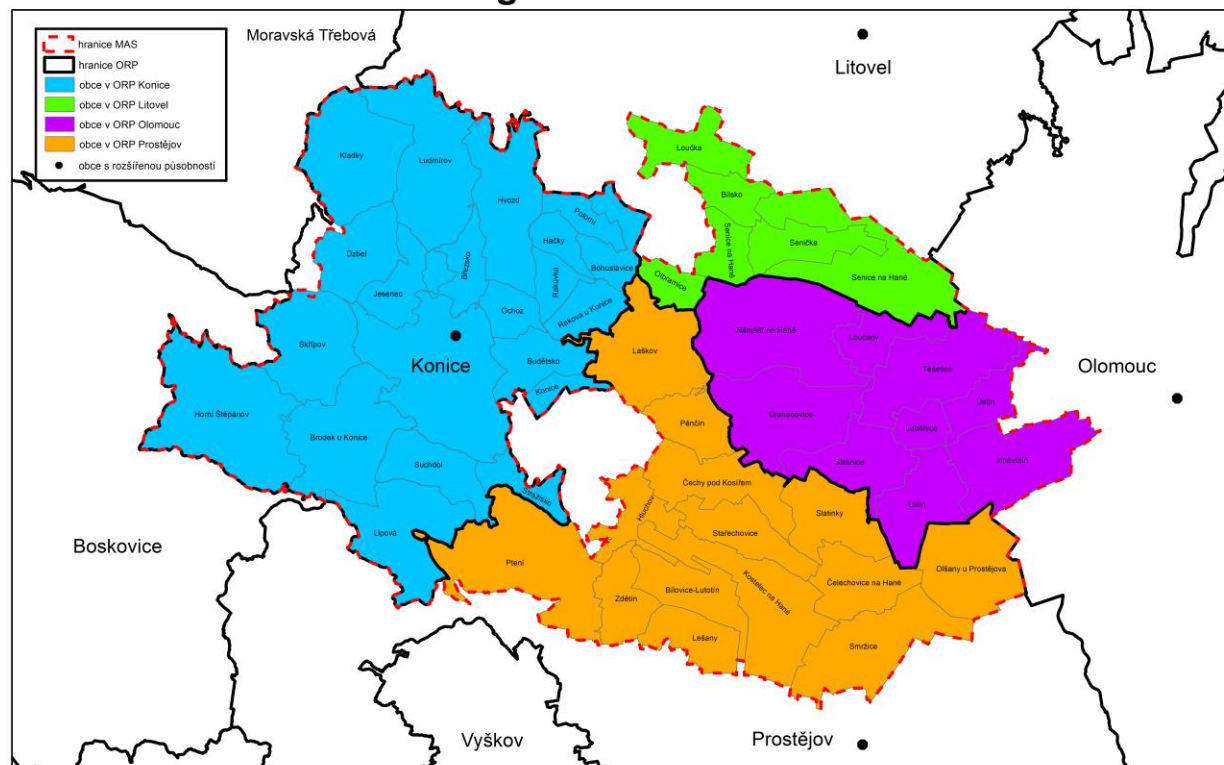 g
Moravská Třebová
hranice MAS
hranice ORP
obce v ORP Konice
obce v ORP Litovel
obce v ORP Olomouc
obce v ORP Prostějov
obce s rozšířenou působností
Litovel
Loučka
Kladky
Ludmírov
Bílsko
Hvozd
Polomí
Senice na Hané
Senička
Hačky
Dzbel
Březsko
Bohuslavice
Olbramice
Senice na Hané
Jesenec
Rakůvka
Ochoz
Raková u Konice
Náměšť na Hané
Loučany
Skřípov
Laškov
Konice
Budětsko
Těšetice
Olomouc
Konice
Ústín
Horní Štěpánov
Drahanovice
Pěnčín
Luběnice
Brodek u Konice
Hněvotín
Suchdol
Slatinice
Čechy pod Kosířem
Stražisko
Hluchov
Lutín
Slatinky
Lipová
Stařechovice
Boskovice
Ptení
Olšany u Prostějova
Čelechovice na Hané
Bílovice-Lutotín
Kostelec na Hané
Zdětín
Lešany
Smržice
Vyškov
Prostějov